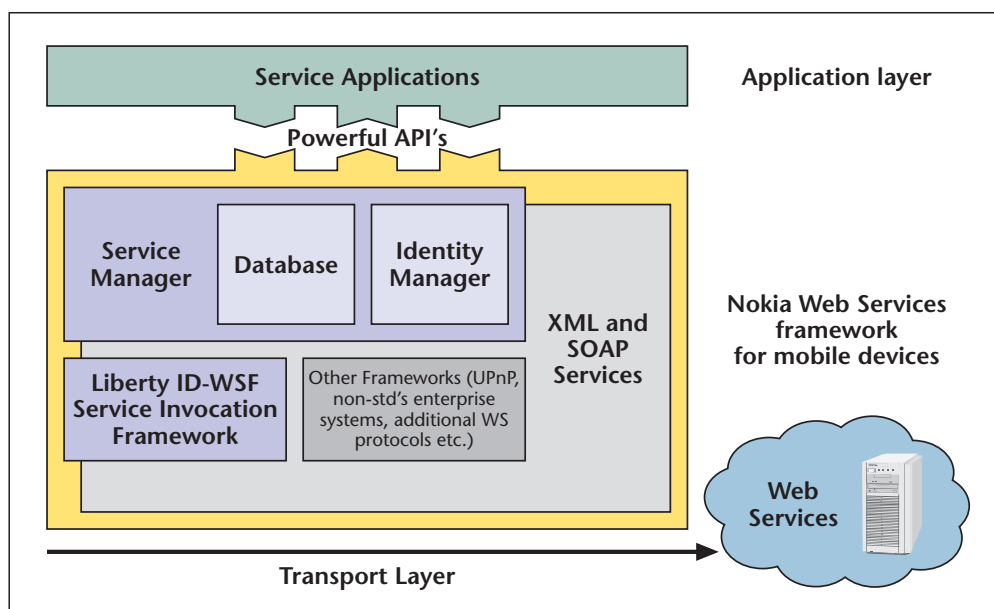 Service Applications
Application layer
Powerful API's
Service
Manager
Database
Identity
Manager
XML and
SOAP
Services
Nokia Web Services
framework
for mobile devices
Liberty ID-WSF
Service Invocation
Framework
Other Frameworks (UPnP,
non-std's enterprise
systems, additional WS
protocols etc.)
Web
Services
Transport Layer